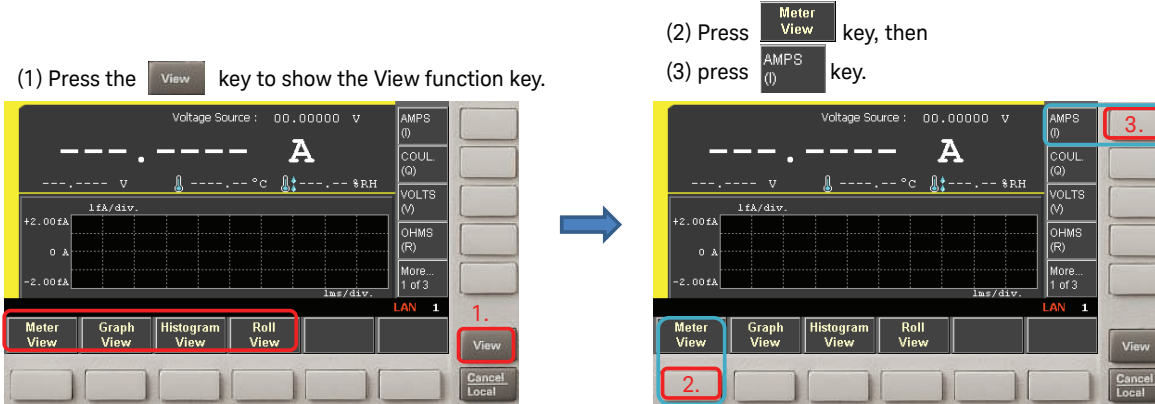 (1) Press the View key to show the View function key.
Voltage Source : 00.00000 V
---.---- A
---.---- V ----.-- °C ---.-- %RH
AMPS
(I)
COUL.
(Q)
VOLTS
(V)
OHMS
(R)
More...
1 of 3
1fA/div.
+2.00fA
0 A
-2.00fA
1ms/div.
LAN 1
Meter
View
Graph
View
Histogram
View
Roll
View
1.
View
Cancel
Local
(2) Press Meter View key, then
(3) press AMPS (I) key.
Voltage Source : 00.00000 V
---.---- A
---.---- V ----.-- °C ---.-- %RH
AMPS
(I)
3.
COUL.
(Q)
VOLTS
(V)
OHMS
(R)
More...
1 of 3
1fA/div.
+2.00fA
0 A
-2.00fA
1ms/div.
LAN 1
Meter
View
Graph
View
Histogram
View
Roll
View
View
2.
Cancel
Local